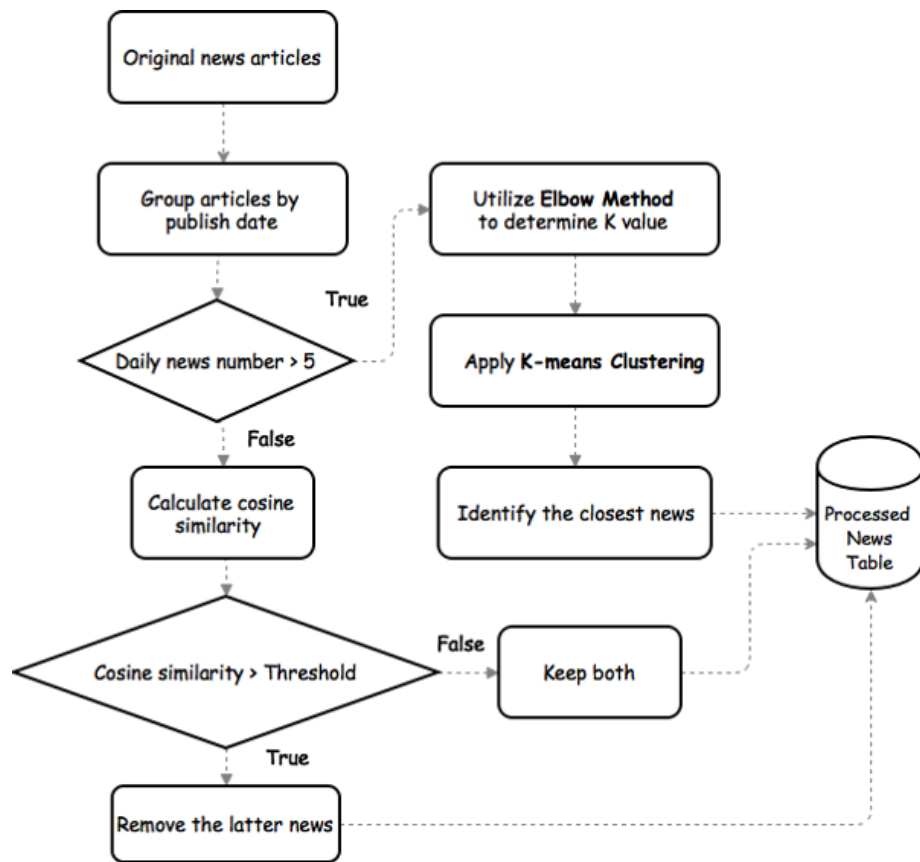 Original news articles
Group articles by
publish date
Utilize Elbow Method
to determine K value
True
Daily news number > 5
Apply K-means Clustering
False
Calculate cosine
similarity
Identify the closest news
Processed
News
Table
Cosine similarity > Threshold
False
Keep both
True
Remove the latter news